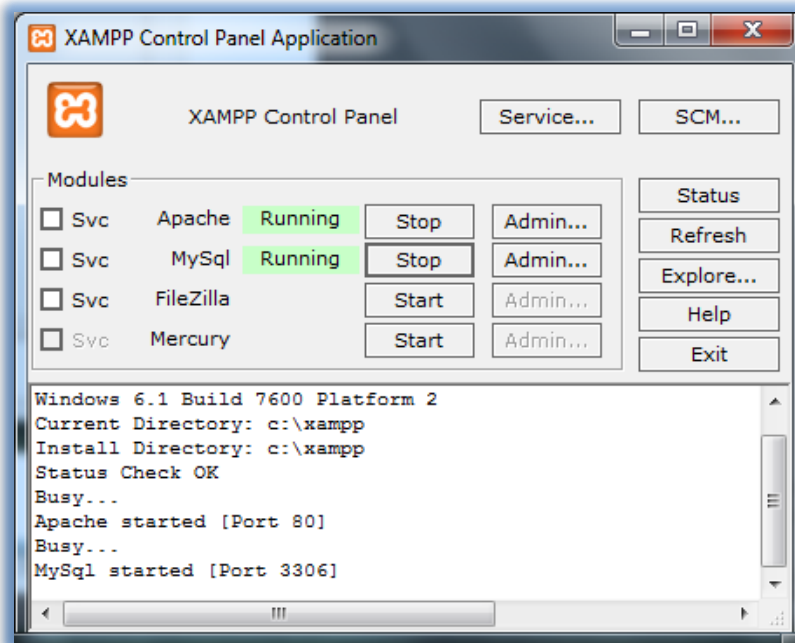 XAMPP Control Panel Application
XAMPP Control Panel Service... SCM...
Modules
Svc Apache Running Stop Admin...
Svc MySql Running Stop Admin...
Svc FileZilla Start Admin...
Svc Mercury Start Admin...
Status
Refresh
Explore...
Help
Exit
Windows 6.1 Build 7600 Platform 2
Current Directory: c:\xampp
Install Directory: c:\xampp
Status Check OK
Busy...
Apache started [Port 80]
Busy...
MySql started [Port 3306]